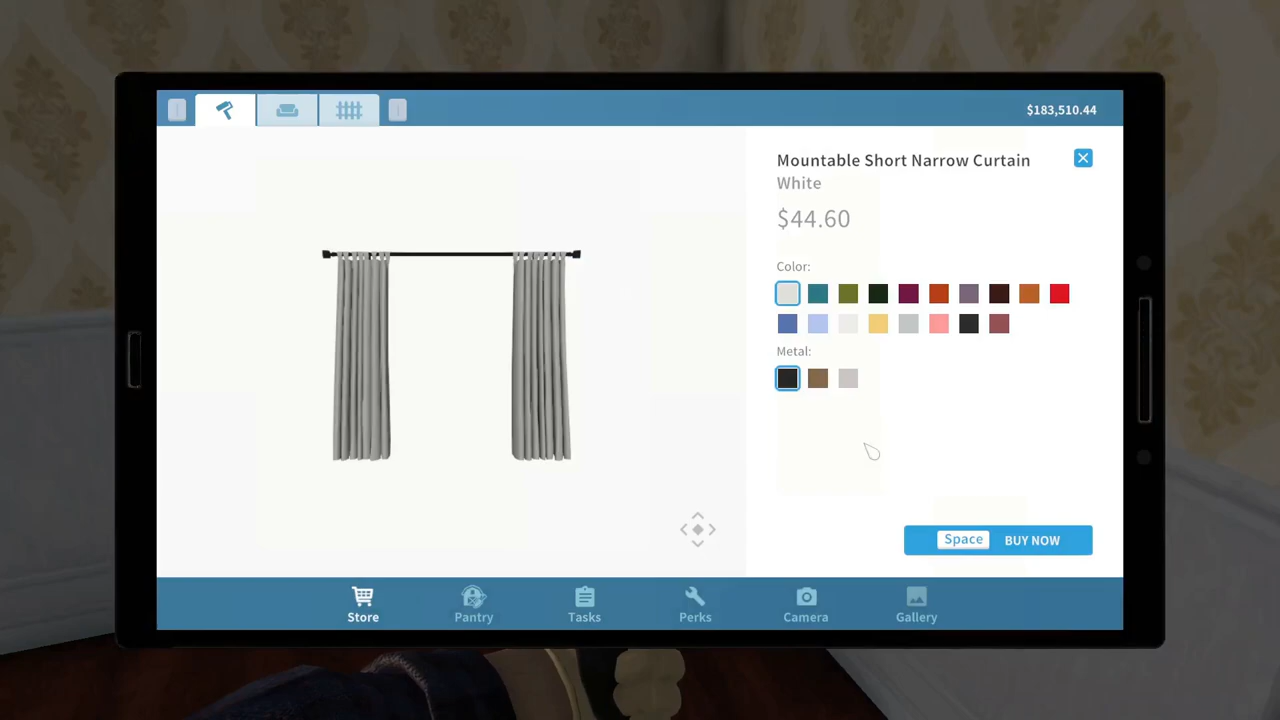 $183,510.44
Mountable Short Narrow Curtain
White
$44.60
Color:
Metal:
Space BUY NOW
Store Pantry Tasks Perks Camera Gallery